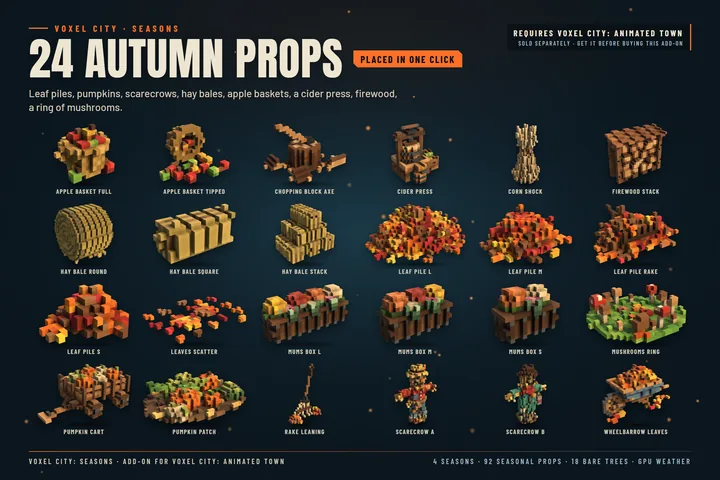 VOXEL CITY · SEASONS
24 AUTUMN PROPS
PLACED IN ONE CLICK
REQUIRES VOXEL CITY: ANIMATED TOWN
SOLD SEPARATELY · GET IT BEFORE BUYING THIS ADD-ON
Leaf piles, pumpkins, scarecrows, hay bales, apple baskets, a cider press, firewood,
a ring of mushrooms.
APPLE BASKET FULL
APPLE BASKET TIPPED
CHOPPING BLOCK AXE
CIDER PRESS
CORN SHOCK
FIREWOOD STACK
HAY BALE ROUND
HAY BALE SQUARE
HAY BALE STACK
LEAF PILE L
LEAF PILE M
LEAF PILE RAKE
LEAF PILE S
LEAVES SCATTER
MUMS BOX L
MUMS BOX M
MUMS BOX S
MUSHROOMS RING
PUMPKIN CART
PUMPKIN PATCH
RAKE LEANING
SCARECROW A
SCARECROW B
WHEELBARROW LEAVES
VOXEL CITY: SEASONS · ADD-ON FOR VOXEL CITY: ANIMATED TOWN
4 SEASONS · 92 SEASONAL PROPS · 18 BARE TREES · GPU WEATHER